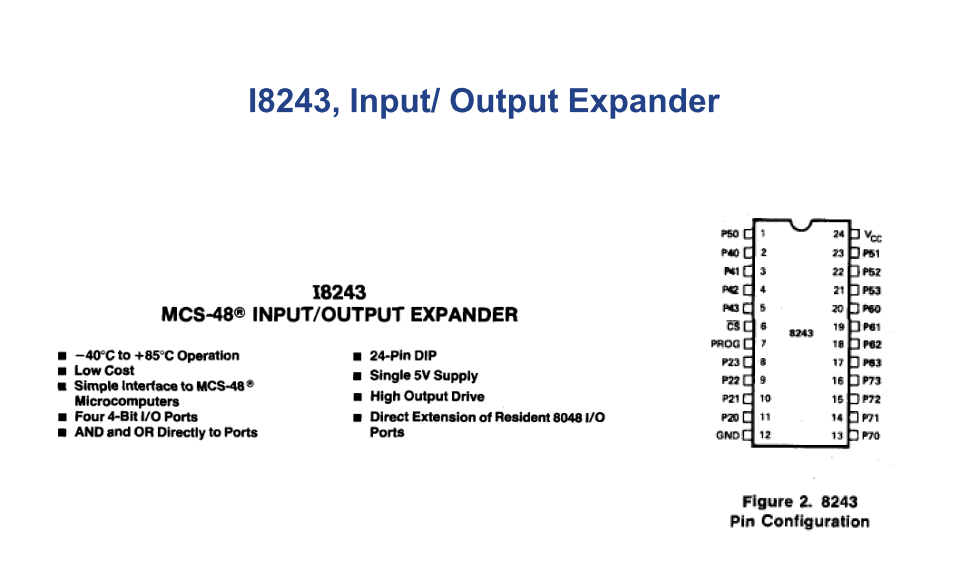 I8243, Input/ Output Expander
I8243
MCS-48® INPUT/OUTPUT EXPANDER
■ −40°C to +85°C Operation
■ Low Cost
■ Simple Interface to MCS-48®
Microcomputers
■ Four 4-Bit I/O Ports
■ AND and OR Directly to Ports
■ 24-Pin DIP
■ Single 5V Supply
■ High Output Drive
■ Direct Extension of Resident 8048 I/O
Ports
P50 1 24 VCC
P40 2 23 P51
P41 3 22 P52
P42 4 21 P53
P43 5 20 P60
C̅S̅ 6 8243 19 P61
PROG 7 18 P62
P23 8 17 P63
P22 9 16 P73
P21 10 15 P72
P20 11 14 P71
GND 12 13 P70
Figure 2. 8243
Pin Configuration